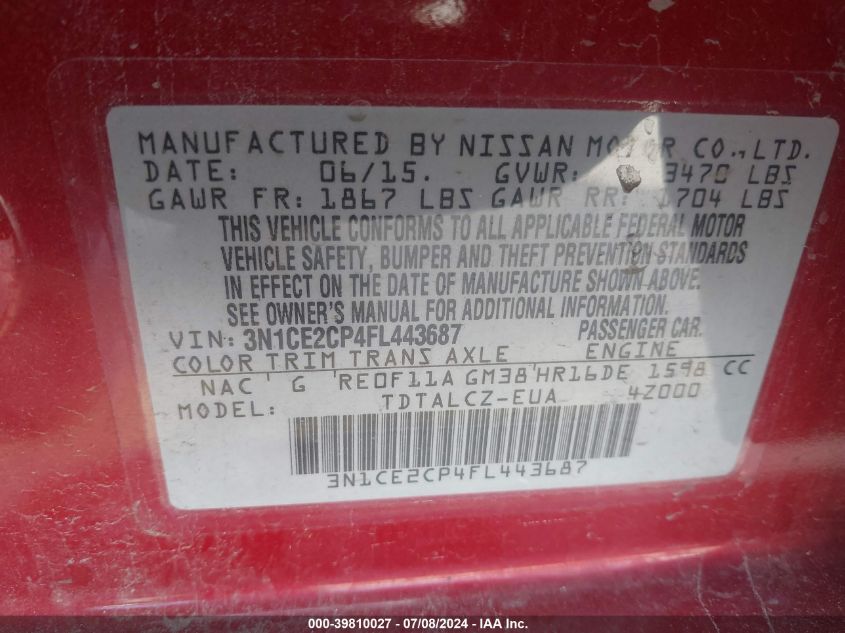 MANUFACTURED BY NISSAN MOTOR CO., LTD.
DATE: 06/15. GVWR: 3470 LBS
GAWR FR: 1867 LBS GAWR RR: 1704 LBS
THIS VEHICLE CONFORMS TO ALL APPLICABLE FEDERAL MOTOR
VEHICLE SAFETY, BUMPER AND THEFT PREVENTION STANDARDS
IN EFFECT ON THE DATE OF MANUFACTURE SHOWN ABOVE.
SEE OWNER'S MANUAL FOR ADDITIONAL INFORMATION.
VIN: 3N1CE2CP4FL443687 PASSENGER CAR.
COLOR TRIM TRANS AXLE ENGINE
NAC G RE0F11A GM38 HR16DE 1598 CC
MODEL: TDTALCZ-EUA 4Z000
3N1CE2CP4FL443687
000-39810027 / 07/08/2024 / © IAA, Inc.